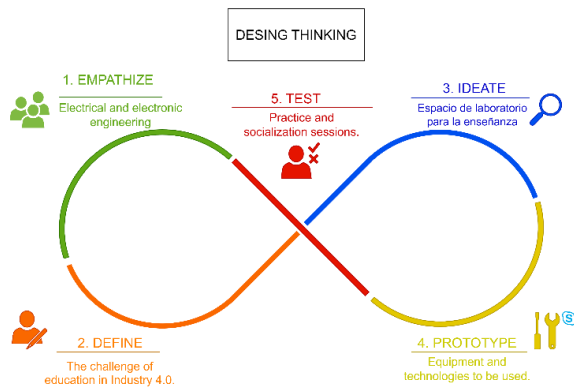 DESING THINKING
1. EMPATHIZE
Electrical and electronic
engineering
5. TEST
Practice and
socialization sessions.
3. IDEATE
Espacio de laboratorio
para la enseñanza
2. DEFINE
The challenge of
education in Industry 4.0.
4. PROTOTYPE
Equipment and
technologies to be used.
S